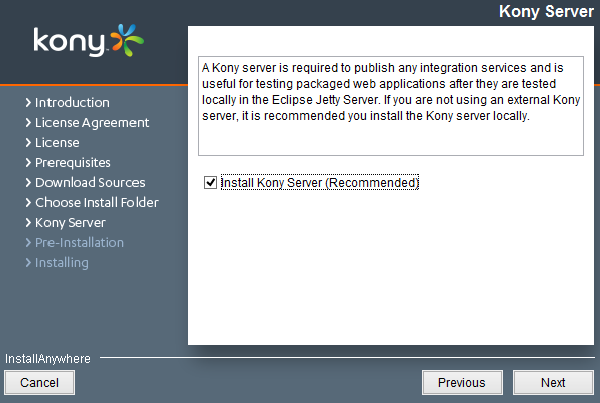 Kony Server
kony
A Kony server is required to publish any integration services and is
useful for testing packaged web applications after they are tested
locally in the Eclipse Jetty Server. If you are not using an external Kony
server, it is recommended you install the Kony server locally.
Introduction
License Agreement
License
Prerequisites
Download Sources
Choose Install Folder
Kony Server
Pre-Installation
Installing
Install Kony Server (Recommended)
InstallAnywhere
Cancel
Previous
Next